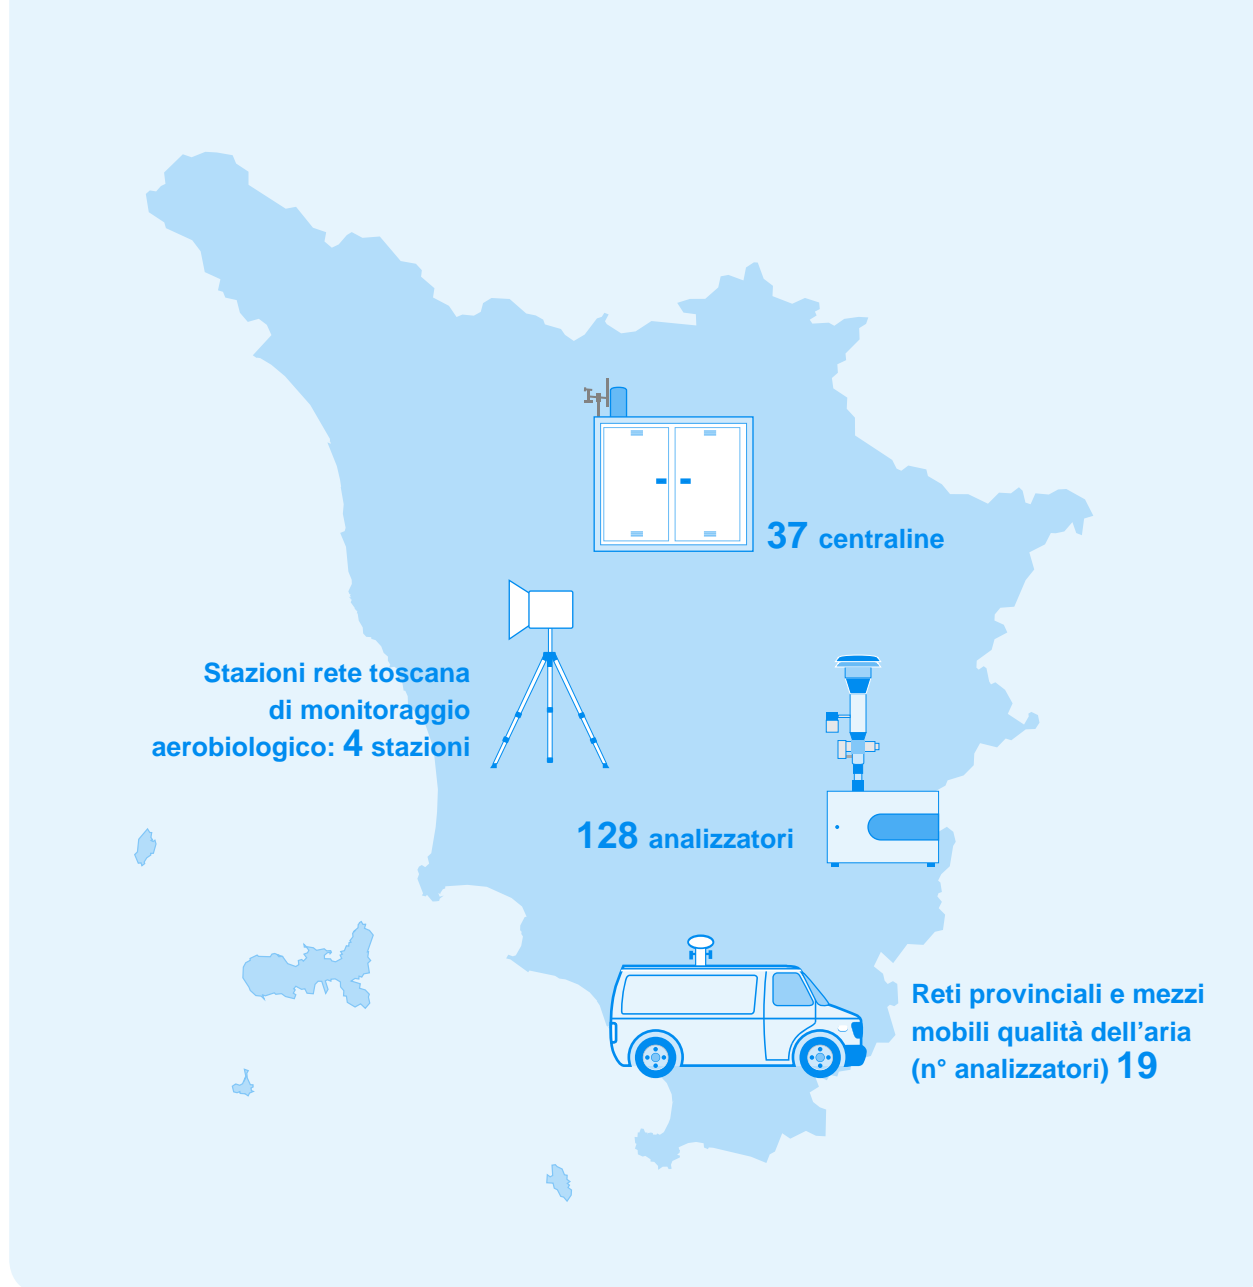 37 centraline
Stazioni rete toscana
di monitoraggio
aerobiologico: 4 stazioni
128 analizzatori
Reti provinciali e mezzi
mobili qualità dell’aria
(n° analizzatori) 19